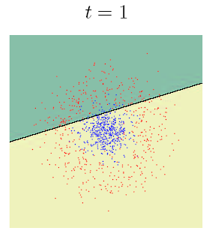 t = 1